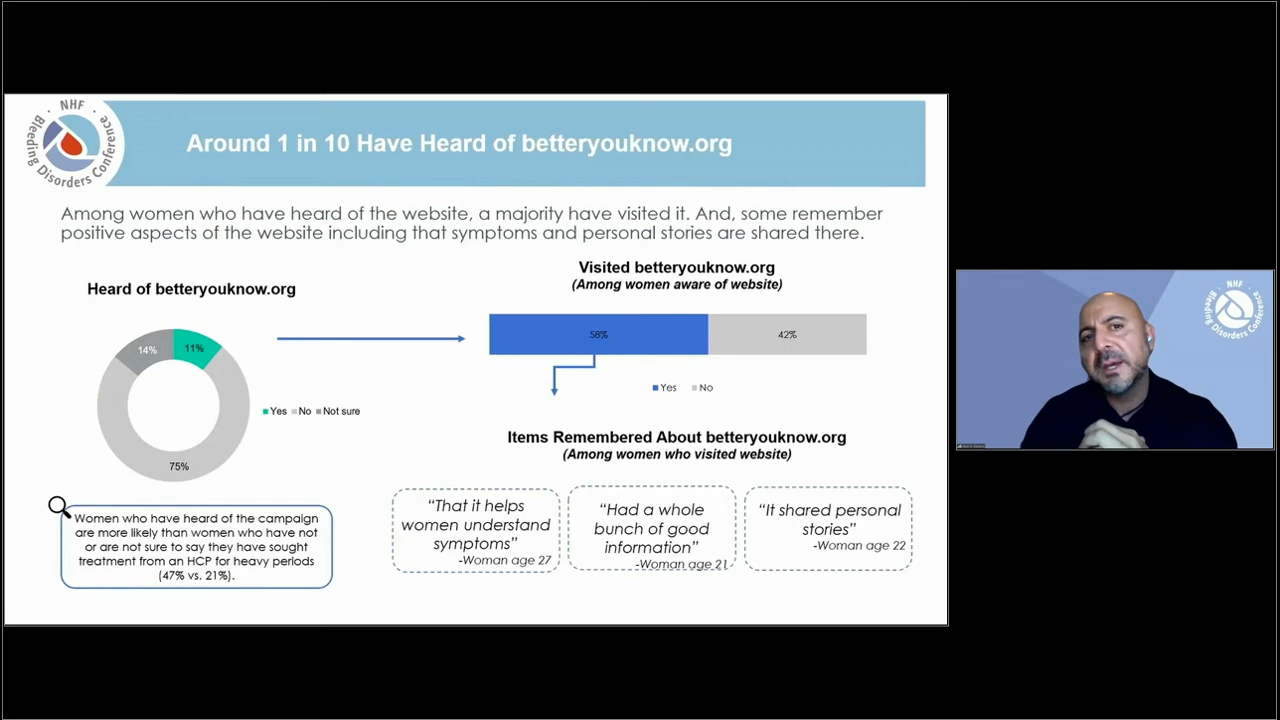 NHF
Bleeding Disorders Conference
Around 1 in 10 Have Heard of betteryouknow.org
Among women who have heard of the website, a majority have visited it. And, some remember
positive aspects of the website including that symptoms and personal stories are shared there.
Heard of betteryouknow.org
14%
11%
75%
Yes No Not sure
Women who have heard of the campaign
are more likely than women who have not
or are not sure to say they have sought
treatment from an HCP for heavy periods
(47% vs. 21%).
Visited betteryouknow.org
(Among women aware of website)
58%
42%
Yes No
Items Remembered About betteryouknow.org
(Among women who visited website)
“That it helps
women understand
symptoms”
-Woman age 27
“Had a whole
bunch of good
information”
-Woman age 21
“It shared personal
stories”
-Woman age 22
NHF
Bleeding Disorders Conference